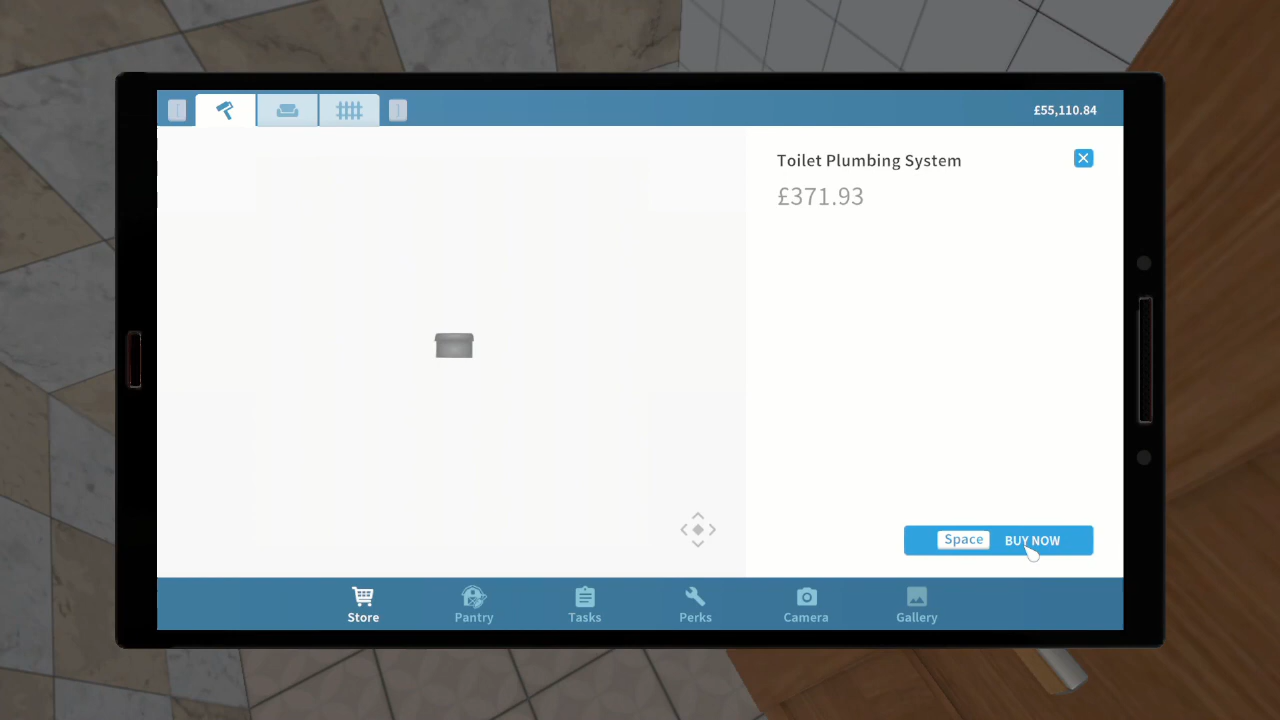 £55,110.84
Toilet Plumbing System
£371.93
Space BUY NOW
Store Pantry Tasks Perks Camera Gallery